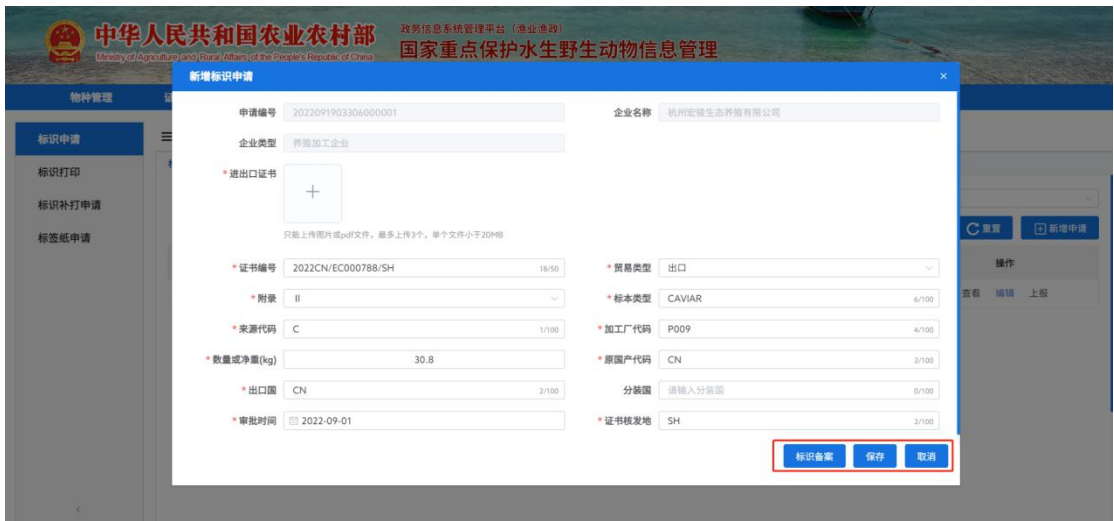 中华人民共和国农业农村部
Ministry of Agriculture and Rural Affairs of the People's Republic of China
政务信息系统管理平台（渔业渔政）
国家重点保护水生野生动物信息管理
新增标识申请 ×
物种管理 证
申请编号 20220919033060000001 企业名称 杭州宏锓生态养殖有限公司
标识申请
企业类型 养殖加工企业
* 进出口证书
标识打印
标识补打申请
重置 新增申请
标签纸申请
只能上传图片或pdf文件，最多上传3个，单个文件小于20MB
操作
* 证书编号 2022CN/EC000788/SH 18/50 * 贸易类型 出口
查看 编辑 上报
* 附录 II * 标本类型 CAVIAR 6/100
* 来源代码 C 1/100 * 加工厂代码 P009 4/100
* 数量或净重(kg) 30.8 * 原国产代码 CN 2/100
* 出口国 CN 2/100 分装国 请输入分装国 0/100
* 审批时间 2022-09-01 * 证书核发地 SH 2/100
标识备案 保存 取消